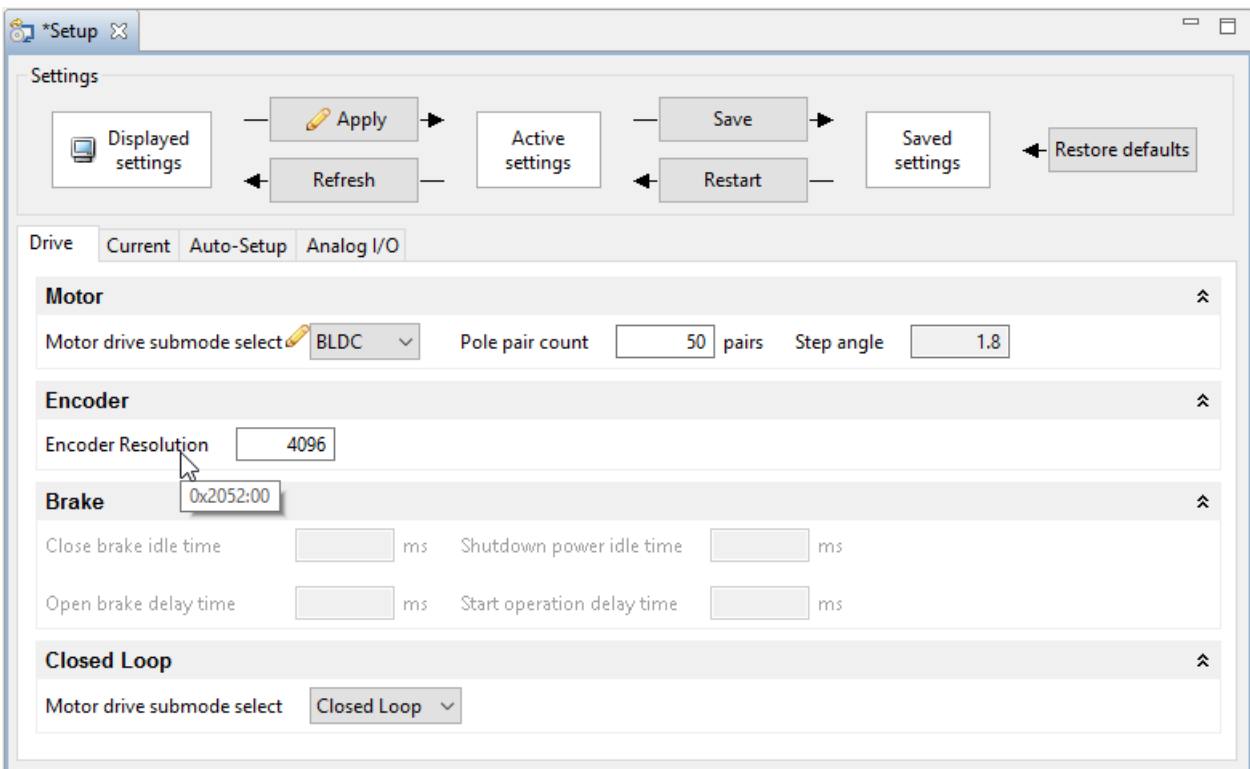 *Setup
Settings
Displayed settings
Apply
Refresh
Active settings
Save
Restart
Saved settings
Restore defaults
Drive Current Auto-Setup Analog I/O
Motor
Motor drive submode select BLDC Pole pair count 50 pairs Step angle 1.8
Encoder
Encoder Resolution 4096
0x2052:00
Brake
Close brake idle time ms Shutdown power idle time ms
Open brake delay time ms Start operation delay time ms
Closed Loop
Motor drive submode select Closed Loop